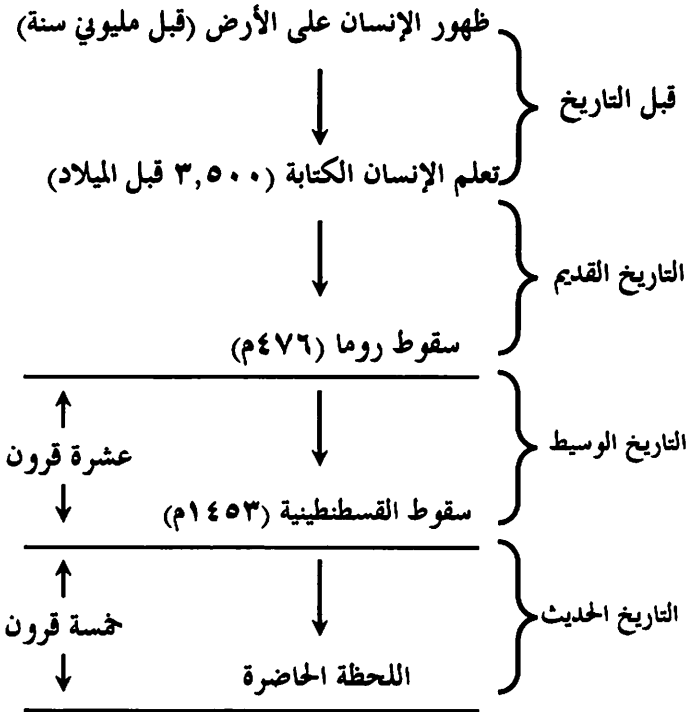 ظهور الإنسان على الأرض (قبل مليوني سنة)
قبل التاريخ
تعلم الإنسان الكتابة (٣,٥٠٠ قبل الميلاد)
التاريخ القديم
سقوط روما (٤٧٦م)
التاريخ الوسيط
عشرة قرون
سقوط القسطنطينية (١٤٥٣م)
التاريخ الحديث
خمسة قرون
اللحظة الحاضرة